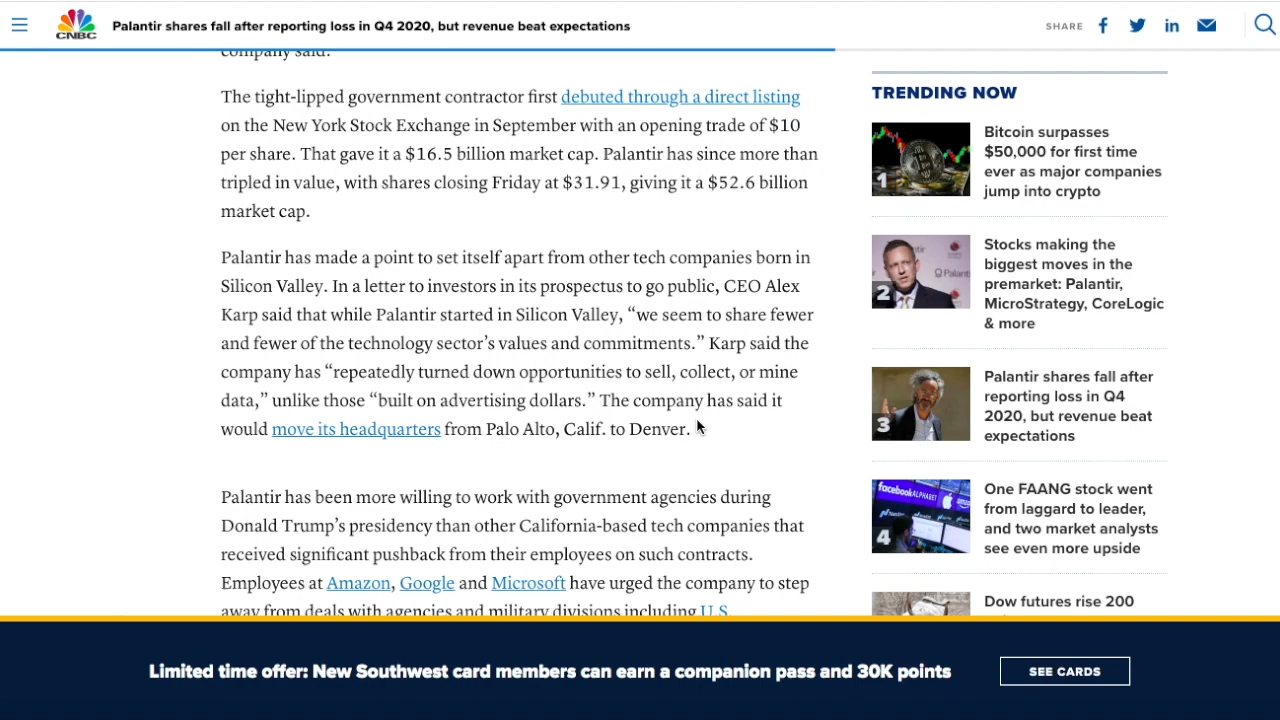 CNBC
Palantir shares fall after reporting loss in Q4 2020, but revenue beat expectations
SHARE
company said.
The tight-lipped government contractor first debuted through a direct listing
on the New York Stock Exchange in September with an opening trade of $10
per share. That gave it a $16.5 billion market cap. Palantir has since more than
tripled in value, with shares closing Friday at $31.91, giving it a $52.6 billion
market cap.
Palantir has made a point to set itself apart from other tech companies born in
Silicon Valley. In a letter to investors in its prospectus to go public, CEO Alex
Karp said that while Palantir started in Silicon Valley, “we seem to share fewer
and fewer of the technology sector’s values and commitments.” Karp said the
company has “repeatedly turned down opportunities to sell, collect, or mine
data,” unlike those “built on advertising dollars.” The company has said it
would move its headquarters from Palo Alto, Calif. to Denver.
Palantir has been more willing to work with government agencies during
Donald Trump’s presidency than other California-based tech companies that
received significant pushback from their employees on such contracts.
Employees at Amazon, Google and Microsoft have urged the company to step
away from deals with agencies and military divisions including U.S.
TRENDING NOW
1
Bitcoin surpasses
$50,000 for first time
ever as major companies
jump into crypto
2
Stocks making the
biggest moves in the
premarket: Palantir,
MicroStrategy, CoreLogic
& more
3
Palantir shares fall after
reporting loss in Q4
2020, but revenue beat
expectations
facebook ALPHABET
4
One FAANG stock went
from laggard to leader,
and two market analysts
see even more upside
Dow futures rise 200
Limited time offer: New Southwest card members can earn a companion pass and 30K points
SEE CARDS